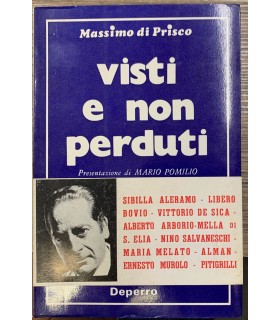 Massimo di Prisco
visti
e non
perduti
Presentazione di MARIO POMILIO
SIBILLA ALERAMO - LIBERO
BOVIO - VITTORIO DE SICA -
ALBERTO ARBORIO-MELLA DI
S. ELIA - NINO SALVANESCHI -
MARIA MELATO - ALMAN -
ERNESTO MUROLO - PITIGRILLI
Deperro